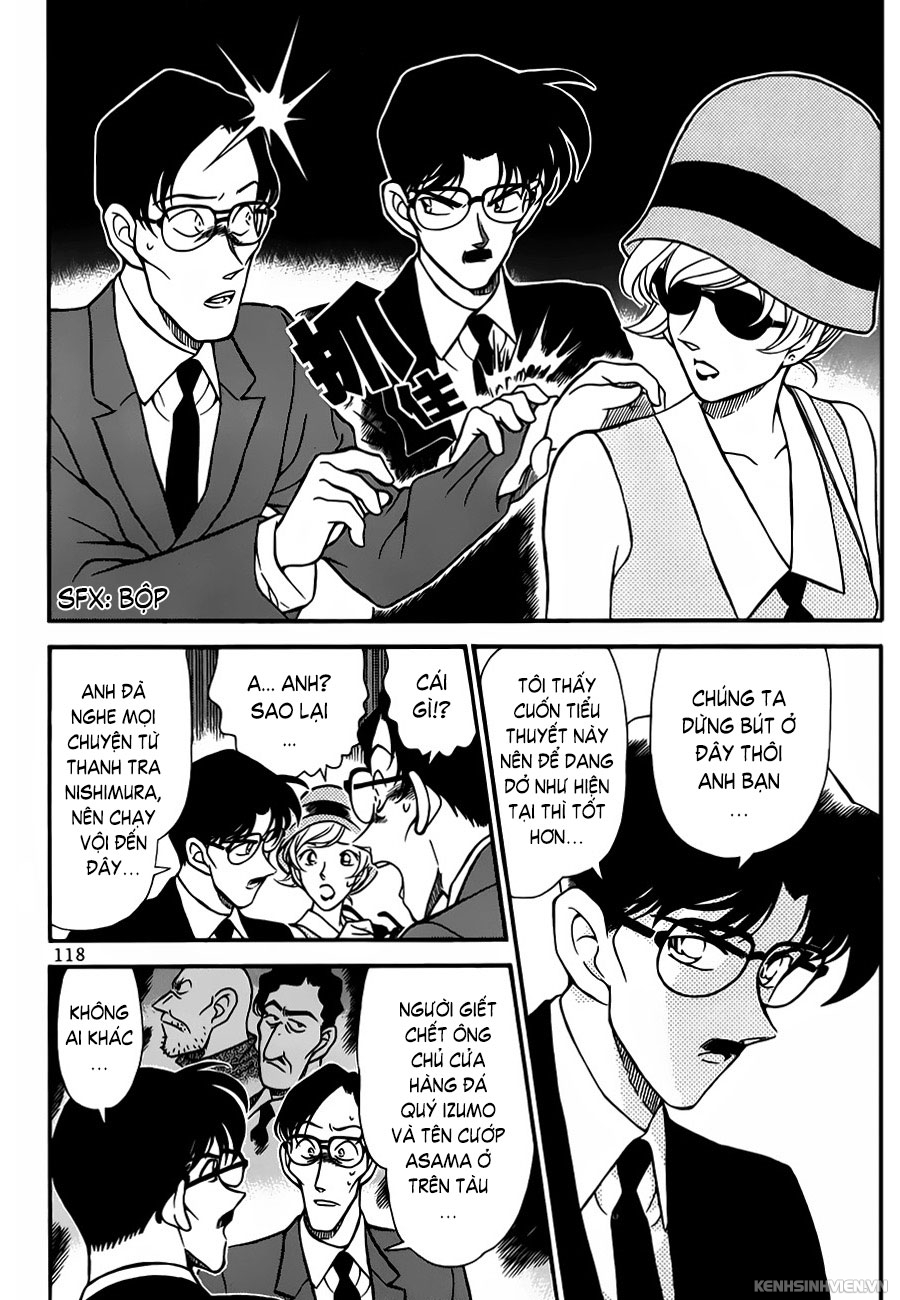 抓住
SFX: BỘP
CHÚNG TA
DỪNG BÚT Ở
ĐÂY THÔI
ANH BẠN
...
TÔI THẤY
CUỐN TIỂU
THUYẾT NÀY
NÊN ĐỂ DANG
DỞ NHƯ HIỆN
TẠI THÌ TỐT
HƠN...
CÁI
GÌ!?
A... ANH?
SAO LẠI
...
ANH ĐÃ
NGHE MỌI
CHUYỆN TỪ
THANH TRA
NISHIMURA,
NÊN CHẠY
VỘI ĐẾN
ĐÂY...
118
NGƯỜI GIẾT
CHẾT ÔNG
CHỦ CỬA
HÀNG ĐÁ
QUÝ IZUMO
VÀ TÊN CƯỚP
ASAMA Ở
TRÊN TÀU
...
KHÔNG
AI KHÁC
...
KENHSINHVIEN.VN